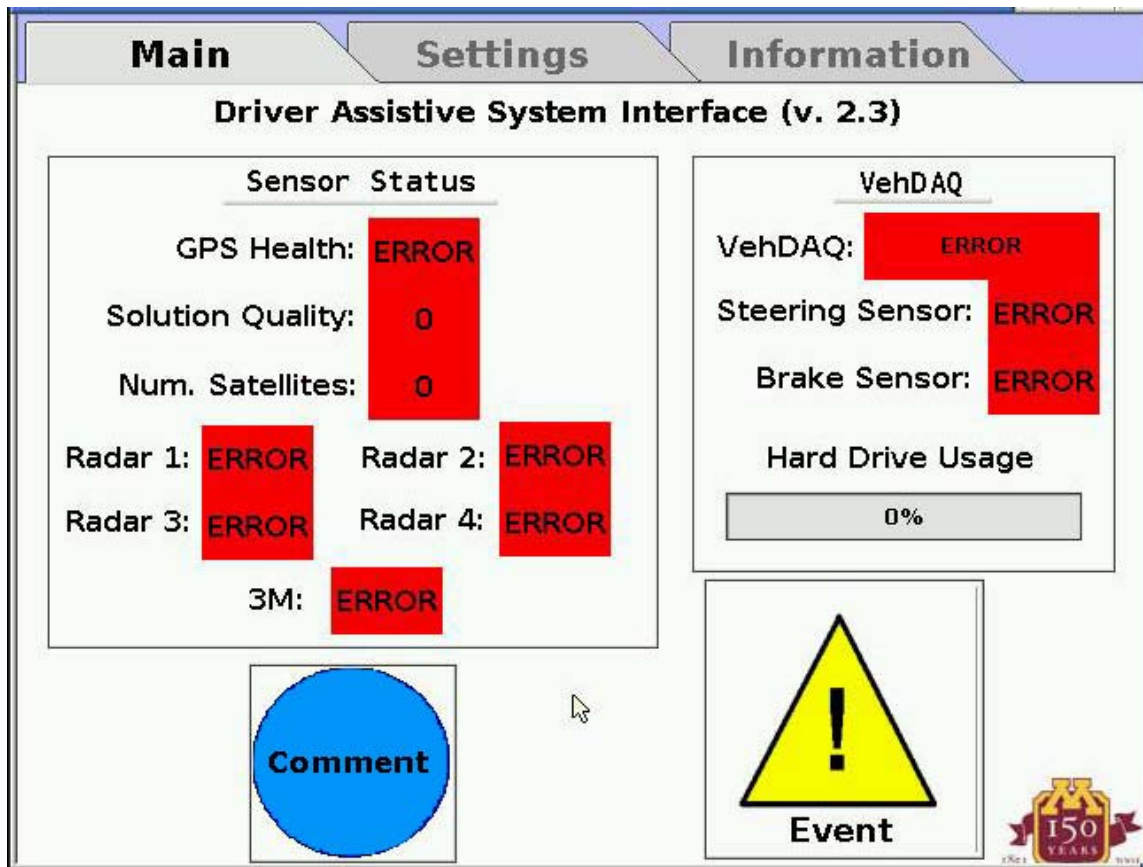 Main Settings Information
Driver Assistive System Interface (v. 2.3)
Sensor Status
GPS Health: ERROR
Solution Quality: 0
Num. Satellites: 0
Radar 1: ERROR Radar 2: ERROR
Radar 3: ERROR Radar 4: ERROR
3M: ERROR
VehDAQ
VehDAQ: ERROR
Steering Sensor: ERROR
Brake Sensor: ERROR
Hard Drive Usage
0%
Comment
!
Event
M
150
YEARS